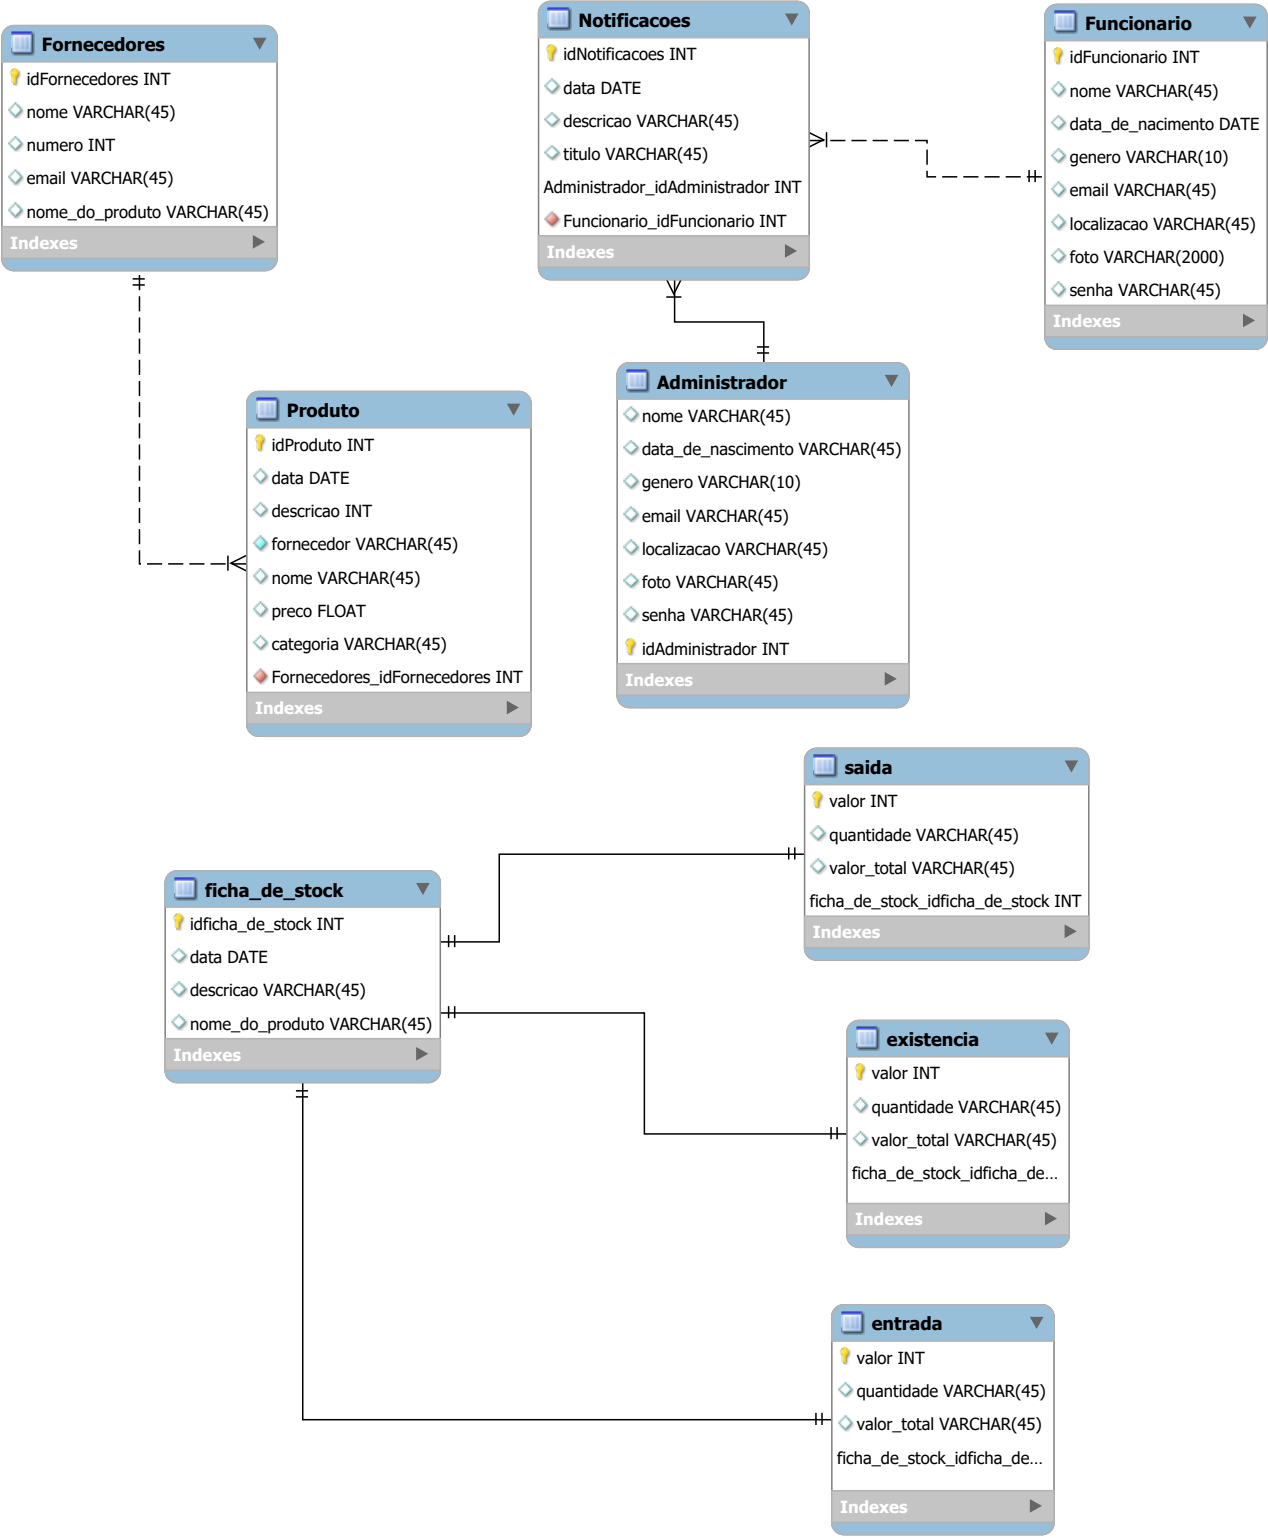 Fornecedores
idFornecedores INT
nome VARCHAR(45)
numero INT
email VARCHAR(45)
nome_do_produto VARCHAR(45)
Indexes
Notificacoes
idNotificacoes INT
data DATE
descricao VARCHAR(45)
titulo VARCHAR(45)
Administrador_idAdministrador INT
Funcionario_idFuncionario INT
Indexes
Funcionario
idFuncionario INT
nome VARCHAR(45)
data_de_nacimento DATE
genero VARCHAR(10)
email VARCHAR(45)
localizacao VARCHAR(45)
foto VARCHAR(2000)
senha VARCHAR(45)
Indexes
Produto
idProduto INT
data DATE
descricao INT
fornecedor VARCHAR(45)
nome VARCHAR(45)
preco FLOAT
categoria VARCHAR(45)
Fornecedores_idFornecedores INT
Indexes
Administrador
nome VARCHAR(45)
data_de_nascimento VARCHAR(45)
genero VARCHAR(10)
email VARCHAR(45)
localizacao VARCHAR(45)
foto VARCHAR(45)
senha VARCHAR(45)
idAdministrador INT
Indexes
saida
valor INT
quantidade VARCHAR(45)
valor_total VARCHAR(45)
ficha_de_stock_idficha_de_stock INT
Indexes
ficha_de_stock
idficha_de_stock INT
data DATE
descricao VARCHAR(45)
nome_do_produto VARCHAR(45)
Indexes
existencia
valor INT
quantidade VARCHAR(45)
valor_total VARCHAR(45)
ficha_de_stock_idficha_de...
Indexes
entrada
valor INT
quantidade VARCHAR(45)
valor_total VARCHAR(45)
ficha_de_stock_idficha_de...
Indexes